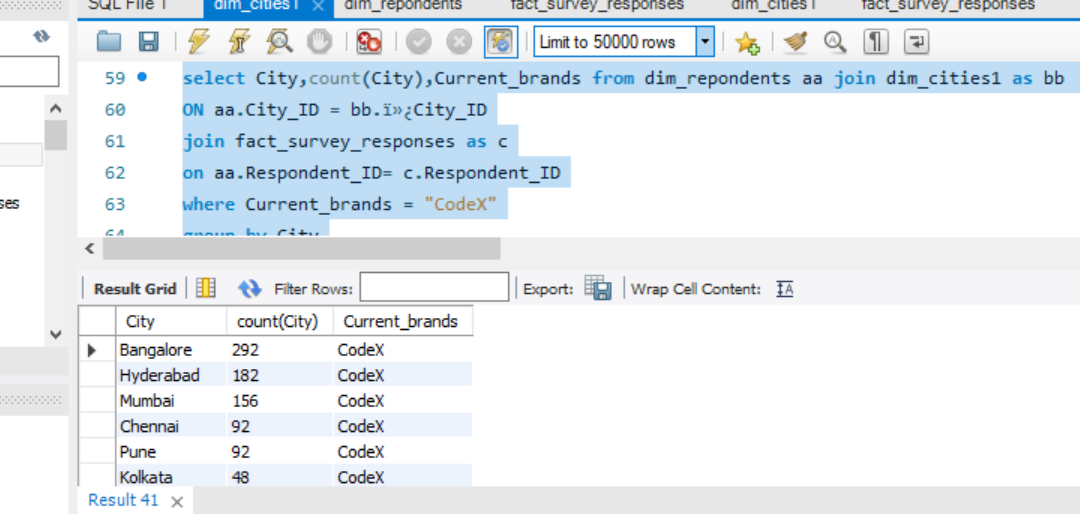 SQL File 1 dim_cities1 dim_repondents fact_survey_responses dim_cities1 fact_survey_responses
Limit to 50000 rows
59 select City,count(City),Current_brands from dim_repondents aa join dim_cities1 as bb
60 ON aa.City_ID = bb.ï»¿City_ID
61 join fact_survey_responses as c
62 on aa.Respondent_ID= c.Respondent_ID
63 where Current_brands = "CodeX"
64 group by City
ses
Result Grid Filter Rows: Export: Wrap Cell Content:
City count(City) Current_brands
Bangalore 292 CodeX
Hyderabad 182 CodeX
Mumbai 156 CodeX
Chennai 92 CodeX
Pune 92 CodeX
Kolkata 48 CodeX
Result 41